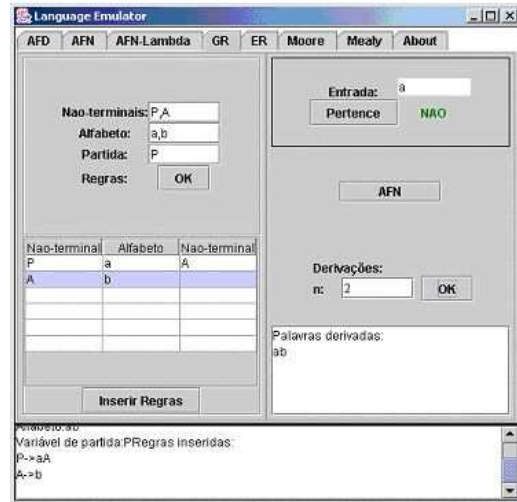 Language Emulator
AFD AFN AFN-Lambda GR ER Moore Mealy About
Nao-terminais: P,A
Alfabeto: a,b
Partida: P
Regras: OK
Nao-terminal Alfabeto Nao-terminal
P a A
A b
Inserir Regras
Entrada: a
Pertence NAO
AFN
Derivações:
n: 2 OK
Palavras derivadas:
ab
Alfabeto:ab
Variável de partida:PRegras inseridas:
P->aA
A->b